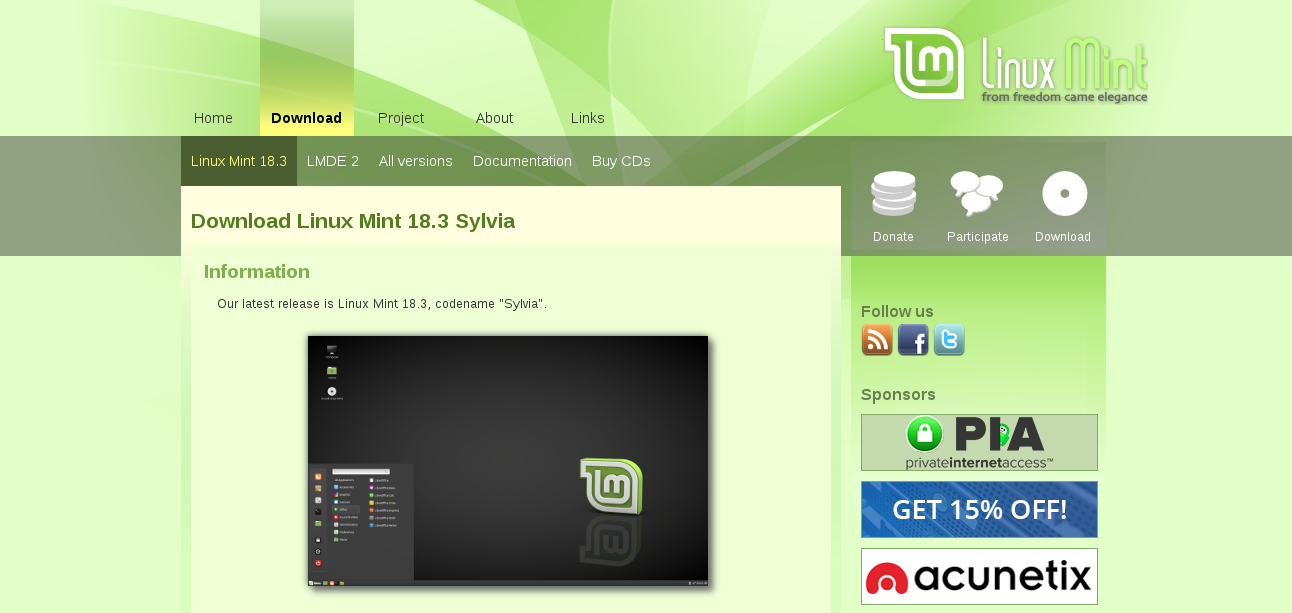 Linux Mint
from freedom came elegance
Home Download Project About Links
Linux Mint 18.3 LMDE 2 All versions Documentation Buy CDs
Donate Participate Download
Download Linux Mint 18.3 Sylvia
Information
Our latest release is Linux Mint 18.3, codename "Sylvia".
Follow us
Sponsors
PIA
privateinternetaccess™
GET 15% OFF!
acunetix